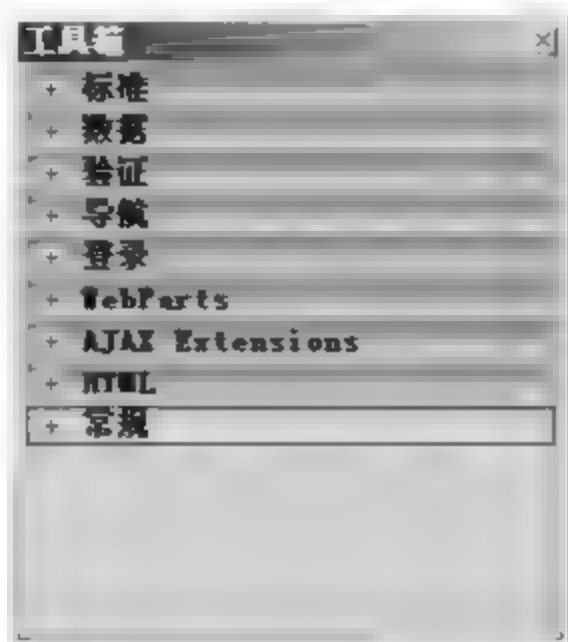 工具箱
标准
数据
验证
导航
登录
WebParts
AJAX Extensions
HTML
常规